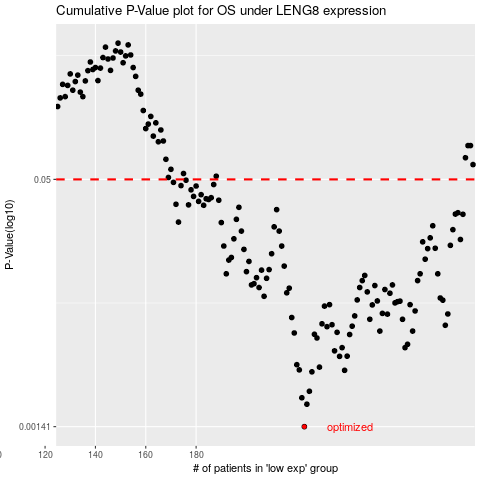 Cumulative P-Value plot for OS under LENG8 expression
P-Value(log10)
0.05
0.00141
optimized
0 120 140 160 180
# of patients in 'low exp' group